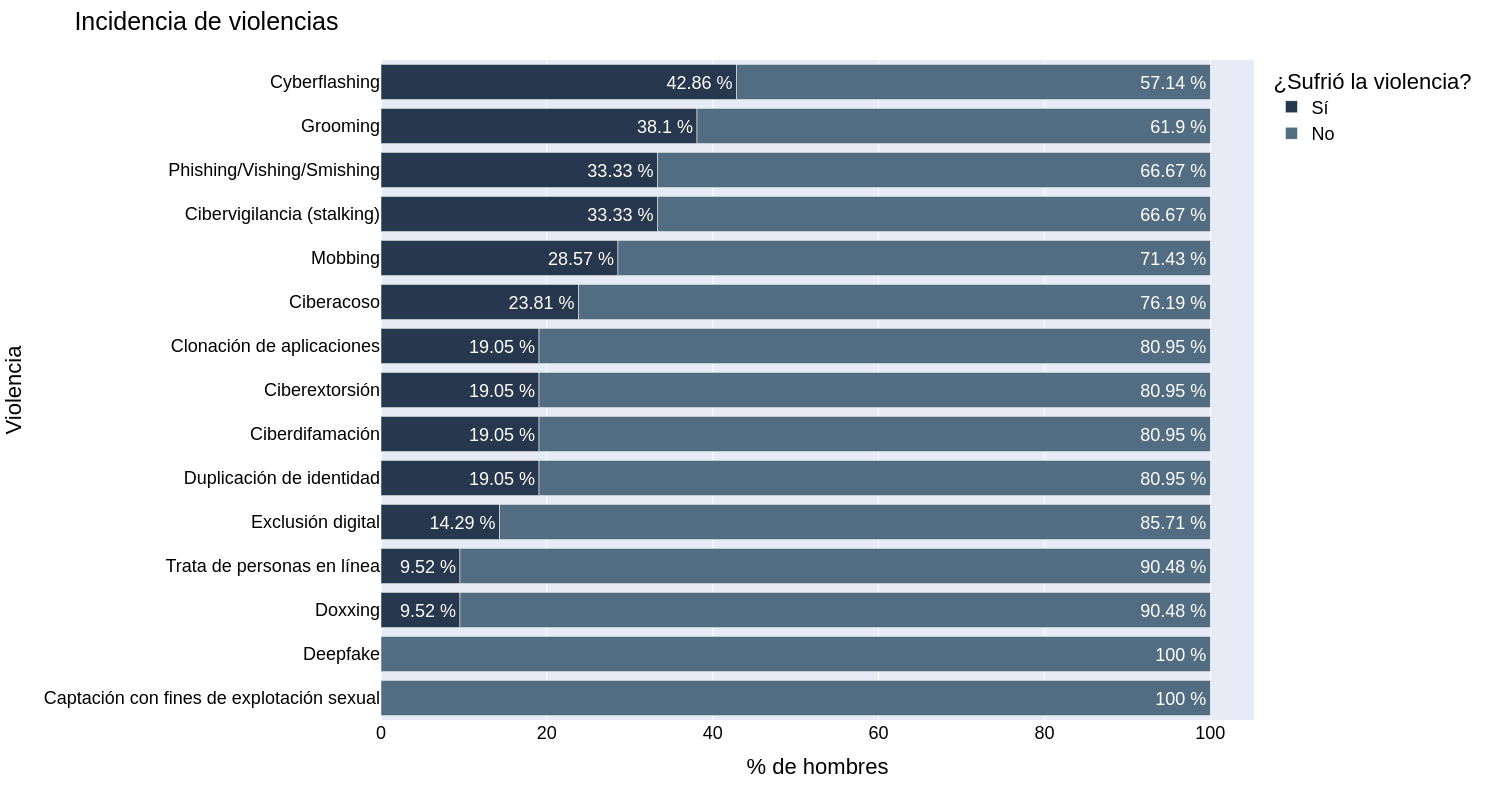 Incidencia de violencias
¿Sufrió la violencia?
Sí
No
Violencia
Cyberflashing 42.86 % 57.14 %
Grooming 38.1 % 61.9 %
Phishing/Vishing/Smishing 33.33 % 66.67 %
Cibervigilancia (stalking) 33.33 % 66.67 %
Mobbing 28.57 % 71.43 %
Ciberacoso 23.81 % 76.19 %
Clonación de aplicaciones 19.05 % 80.95 %
Ciberextorsión 19.05 % 80.95 %
Ciberdifamación 19.05 % 80.95 %
Duplicación de identidad 19.05 % 80.95 %
Exclusión digital 14.29 % 85.71 %
Trata de personas en línea 9.52 % 90.48 %
Doxxing 9.52 % 90.48 %
Deepfake 100 %
Captación con fines de explotación sexual 100 %
0 20 40 60 80 100
% de hombres